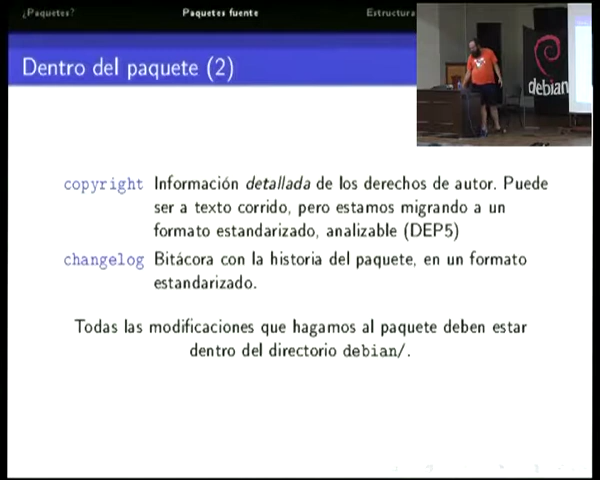 ¿Paquetes?
Paquetes fuente
Estructura
Dentro del paquete (2)
debian
copyright Información detallada de los derechos de autor. Puede
ser a texto corrido, pero estamos migrando a un
formato estandarizado, analizable (DEP5)
changelog Bitácora con la historia del paquete, en un formato
estandarizado.
Todas las modificaciones que hagamos al paquete deben estar
dentro del directorio debian/.